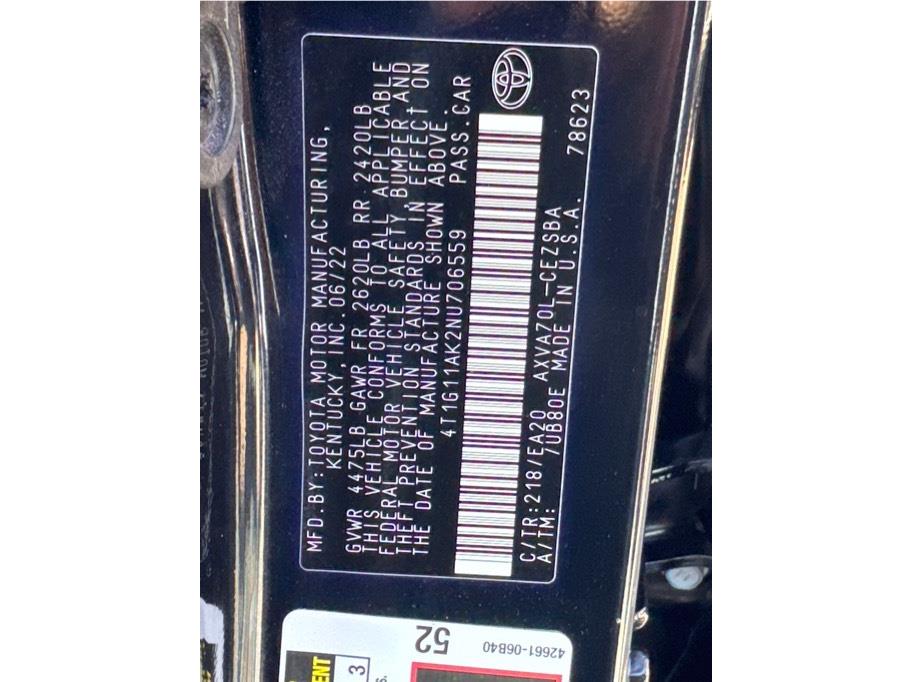 MFD.BY:TOYOTA MOTOR MANUFACTURING,
KENTUCKY, INC. 06/22
GVWR 4475LB GAWR FR 2620LB RR 2420LB
THIS VEHICLE CONFORMS TO ALL APPLICABLE
FEDERAL MOTOR VEHICLE SAFETY, BUMPER, AND
THEFT PREVENTION STANDARDS IN EFFECT ON
THE DATE OF MANUFACTURE SHOWN ABOVE.
4T1G11AK2NU706559 PASS.CAR
C/TR:218/EA20 AXVA70L-CEZSBA
A/TM: /UB80E MADE IN U.S.A. 78623
52
42661-06B40
3